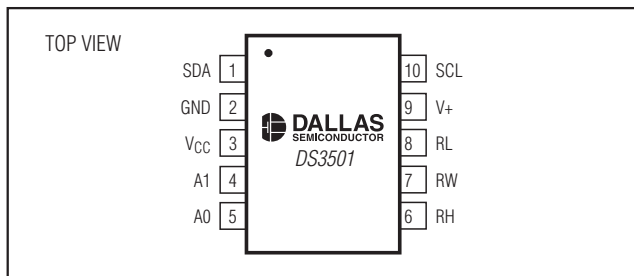 TOP VIEW
SDA 1
GND 2
VCC 3
A1 4
A0 5
10 SCL
9 V+
8 RL
7 RW
6 RH
DALLAS
SEMICONDUCTOR
DS3501